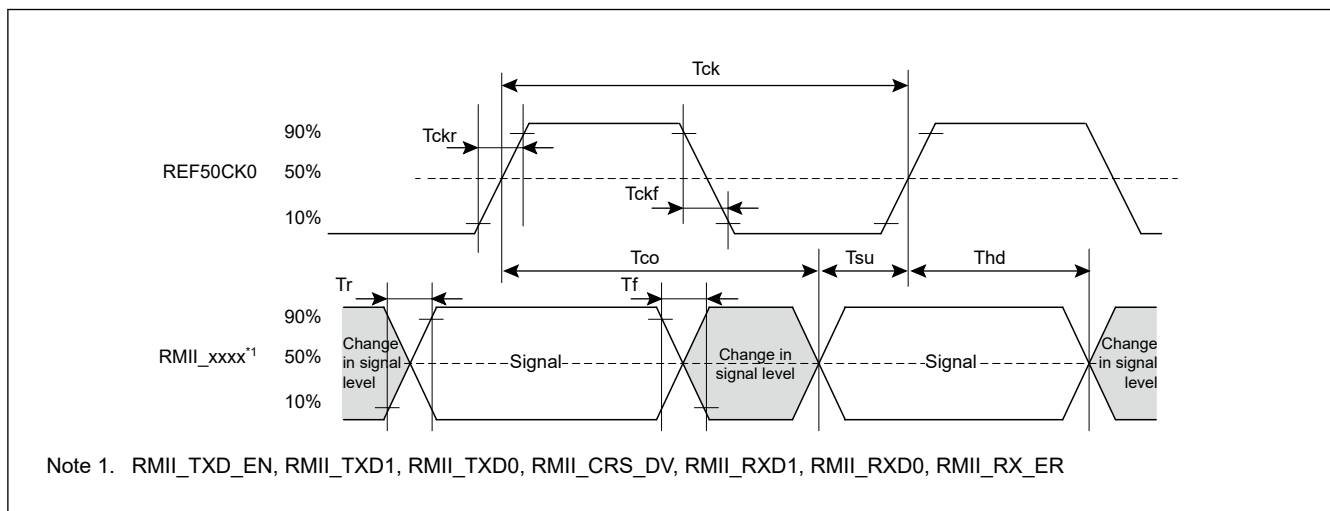 Tck
90%
Tckr
REF50CK0 50%
Tckf
10%
Tco Tsu Thd
Tr Tf
90%
Change in signal level
RMII_xxxx*1 50%
Signal
Change in signal level
Signal
Change in signal level
10%
Note 1. RMII_TXD_EN, RMII_TXD1, RMII_TXD0, RMII_CRS_DV, RMII_RXD1, RMII_RXD0, RMII_RX_ER